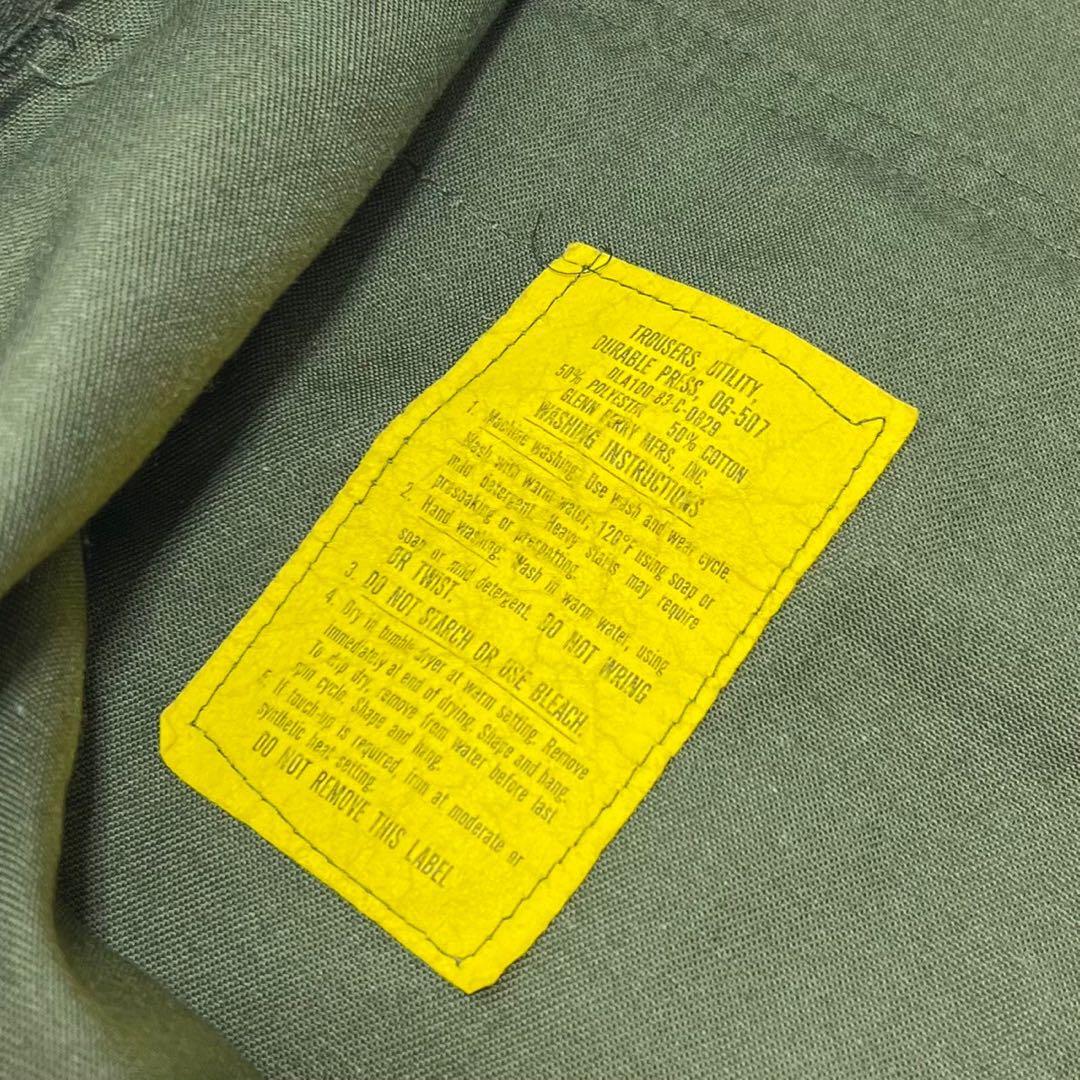 TROUSERS, UTILITY,
DURABLE PRESS, OG-507
DLA100-83-C-0829
50% POLYESTER 50% COTTON
GLENN BERRY MFRS., INC.
WASHING INSTRUCTIONS
1. Machine washing. Use wash and wear cycle.
Wash with warm water, 120°F using soap or
mild detergent. Heavy stains may require
presoaking or prespotting.
2. Hand washing. Wash in warm water, using
soap or mild detergent. DO NOT WRING
OR TWIST.
3. DO NOT STARCH OR USE BLEACH.
4. Dry in tumble dryer at warm setting. Remove
immediately at end of drying. Shape and hang.
To drip dry, remove from water before last
spin cycle. Shape and hang.
5. If touch-up is required, iron at moderate or
synthetic heat setting.
DO NOT REMOVE THIS LABEL